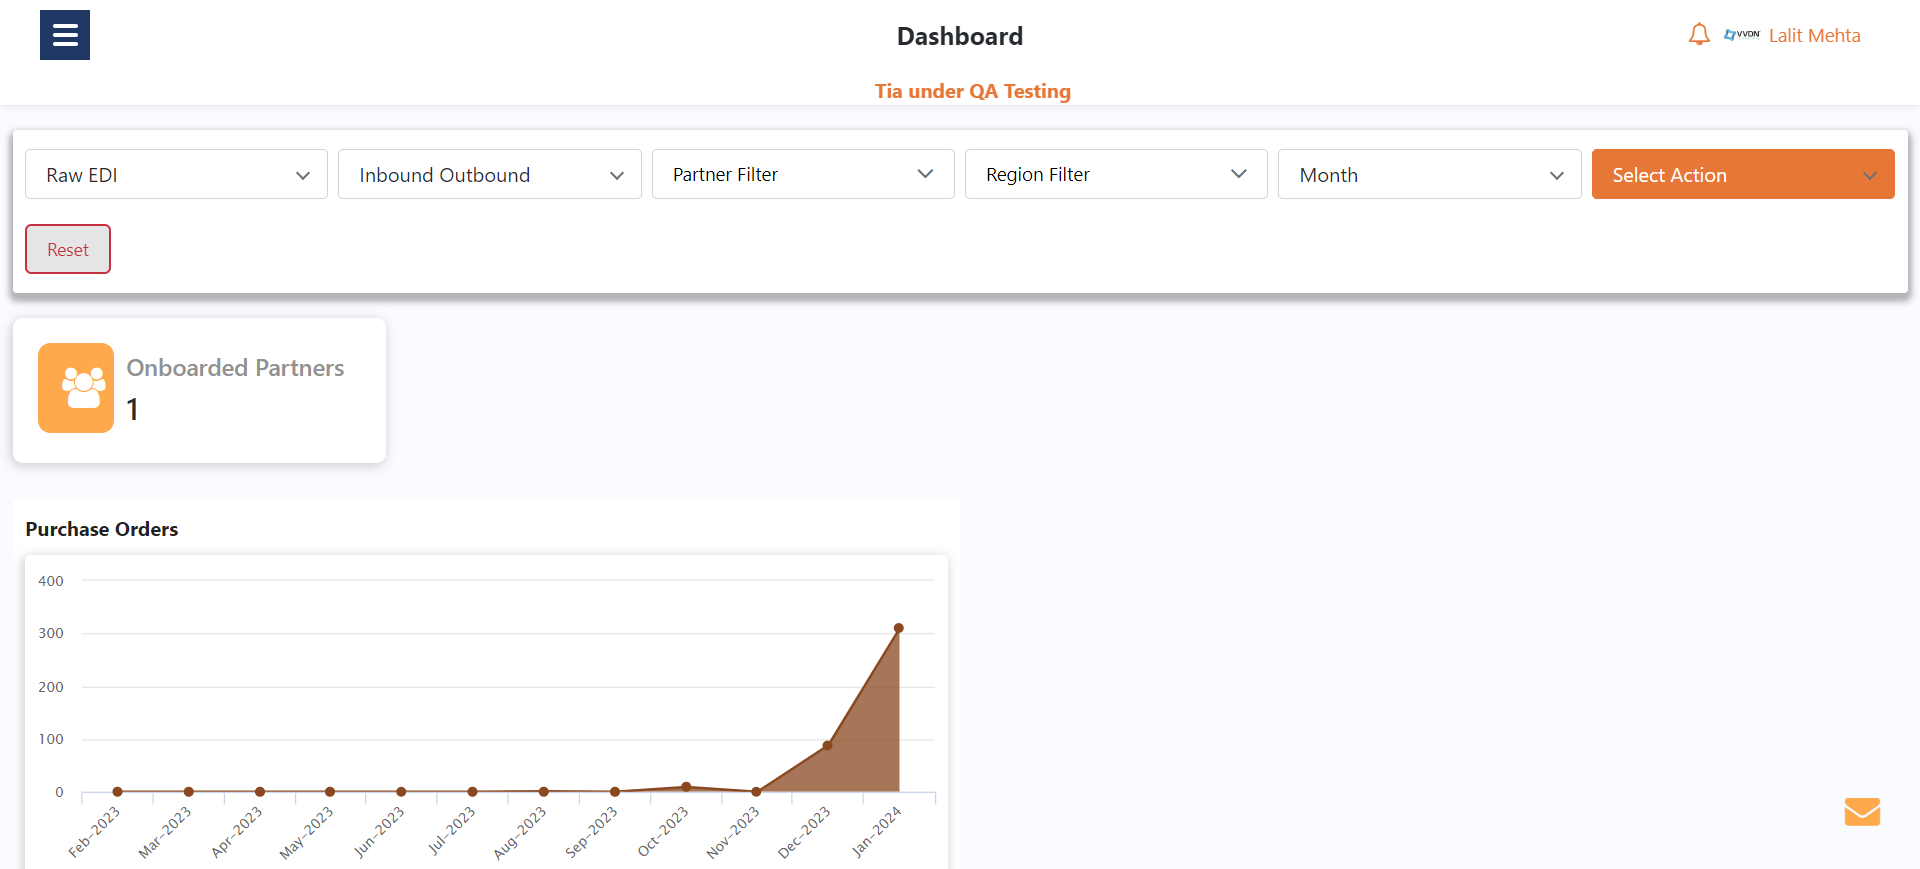 Dashboard
VVDN Lalit Mehta
Tia under QA Testing
Raw EDI Inbound Outbound Partner Filter Region Filter Month Select Action
Reset
Onboarded Partners
1
Purchase Orders
400
300
200
100
0
Feb-2023 Mar-2023 Apr-2023 May-2023 Jun-2023 Jul-2023 Aug-2023 Sep-2023 Oct-2023 Nov-2023 Dec-2023 Jan-2024